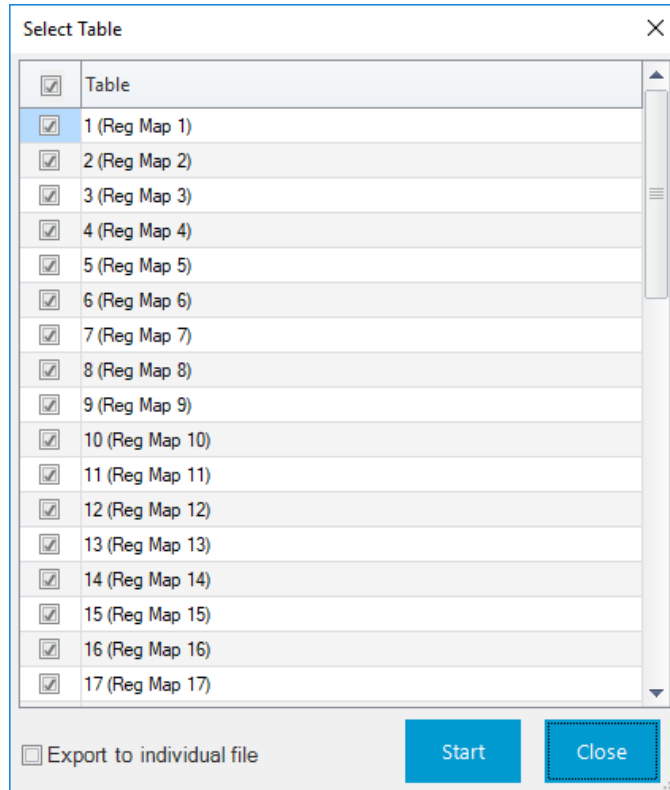 Select Table
Table
1 (Reg Map 1)
2 (Reg Map 2)
3 (Reg Map 3)
4 (Reg Map 4)
5 (Reg Map 5)
6 (Reg Map 6)
7 (Reg Map 7)
8 (Reg Map 8)
9 (Reg Map 9)
10 (Reg Map 10)
11 (Reg Map 11)
12 (Reg Map 12)
13 (Reg Map 13)
14 (Reg Map 14)
15 (Reg Map 15)
16 (Reg Map 16)
17 (Reg Map 17)
Export to individual file Start Close